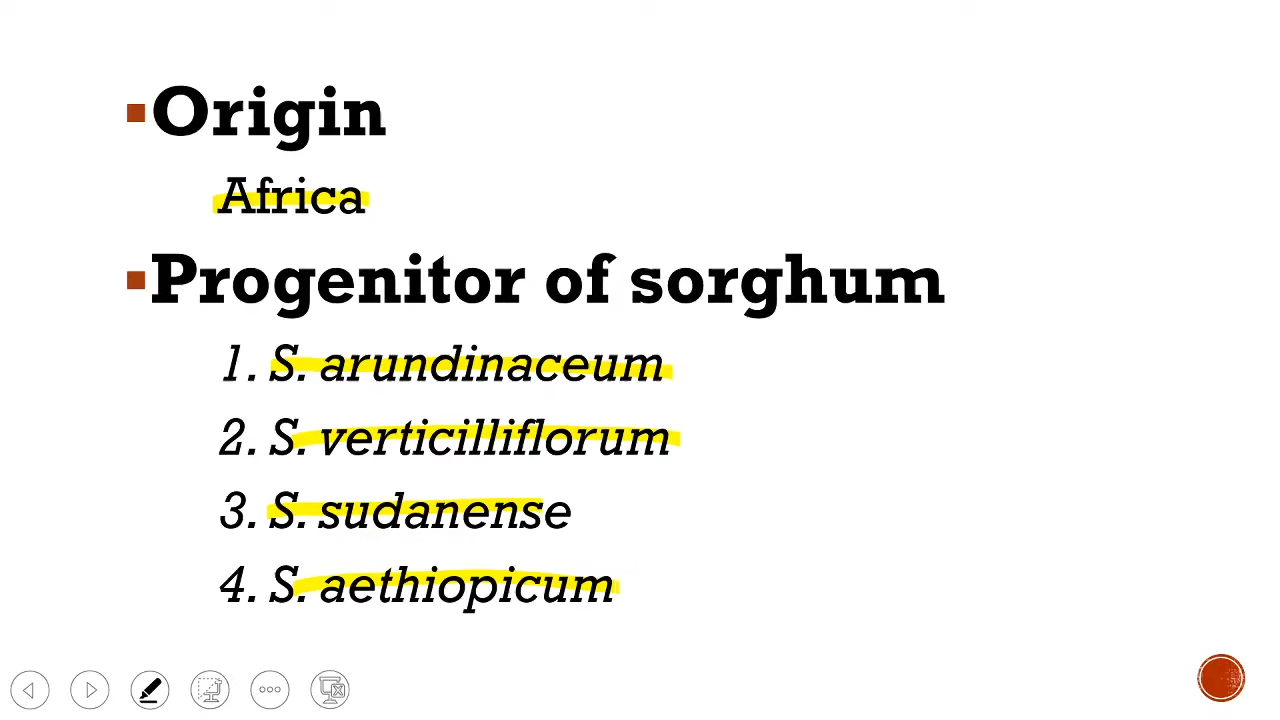 Origin
Africa
Progenitor of sorghum
1. S. arundinaceum
2. S. verticilliflorum
3. S. sudanense
4. S. aethiopicum